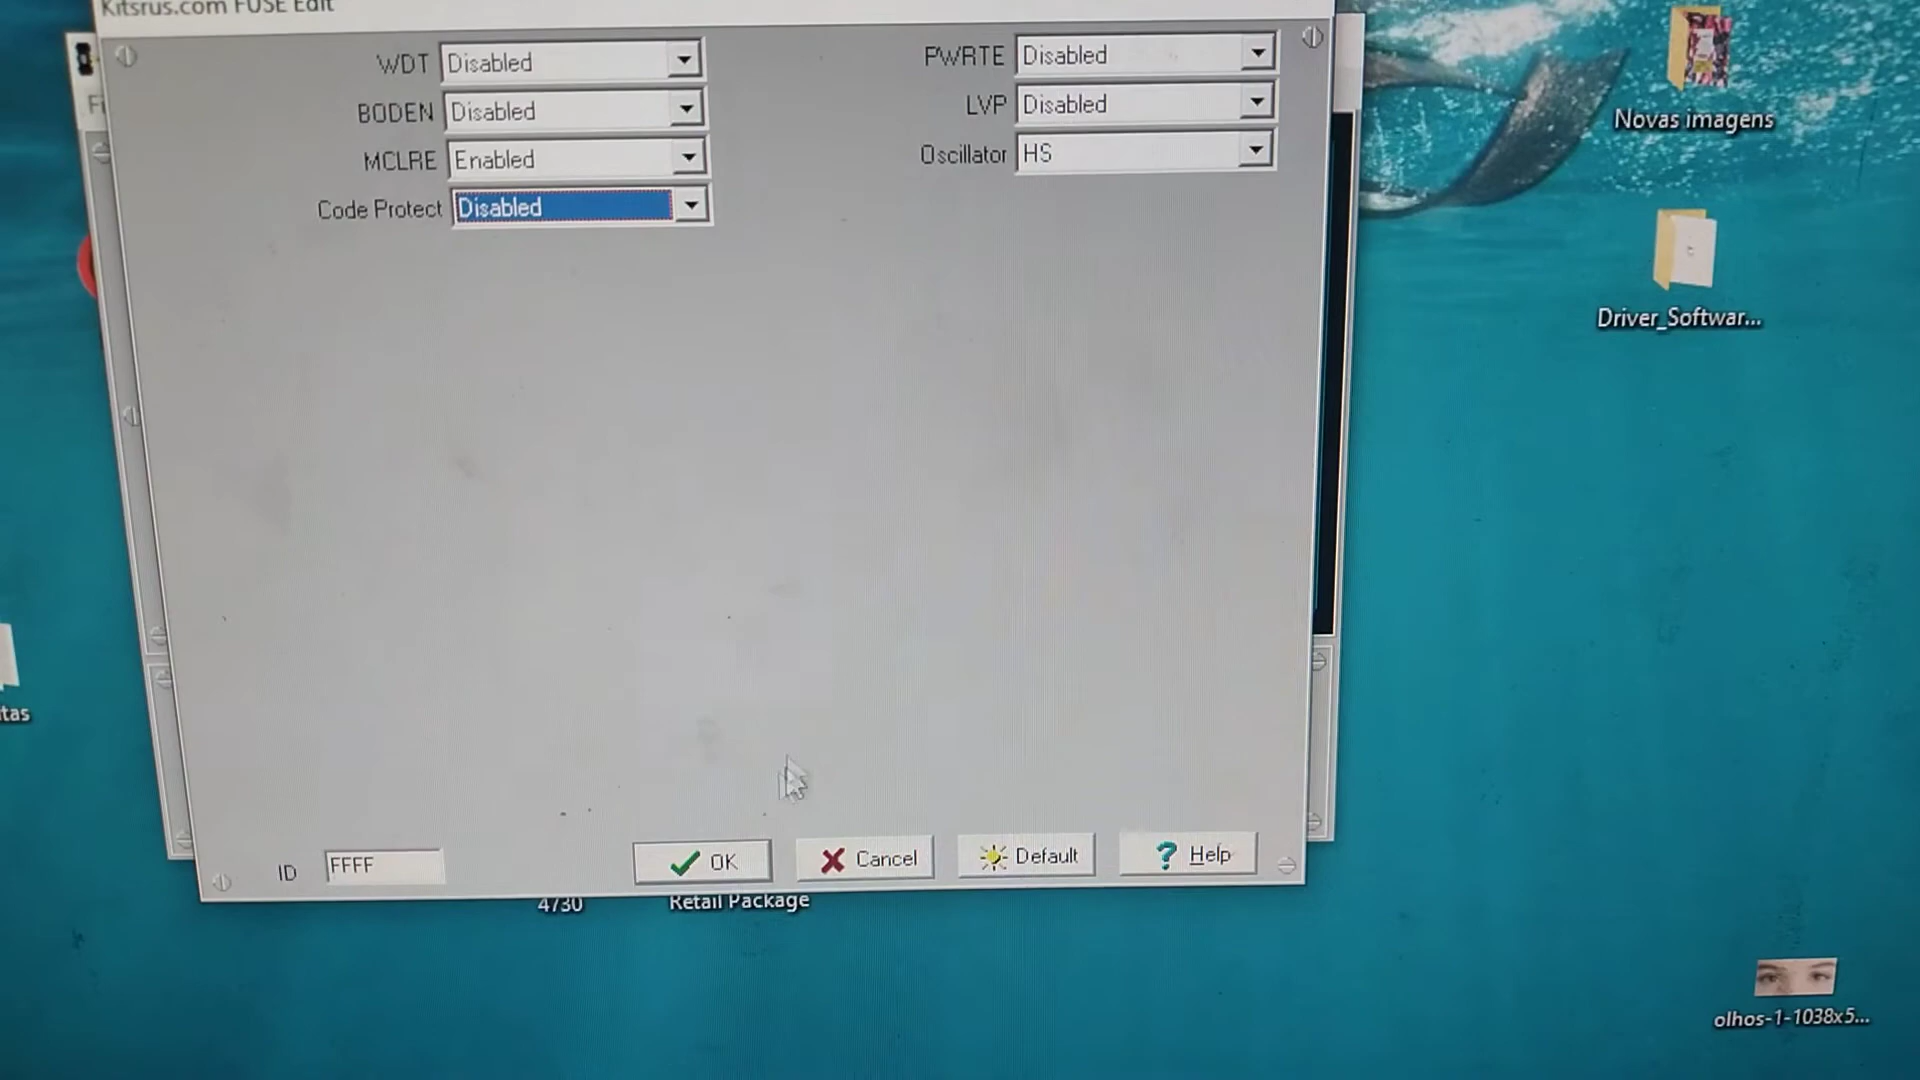 Kitsrus.com FUSE Edit
WDT Disabled
PWRTE Disabled
BODEN Disabled
LVP Disabled
MCLRE Enabled
Oscillator HS
Code Protect Disabled
ID FFFF
OK
Cancel
Default
Help
4730
Retail Package
Novas imagens
Driver_Softwar...
olhos-1-1038x5...
Fi
tas